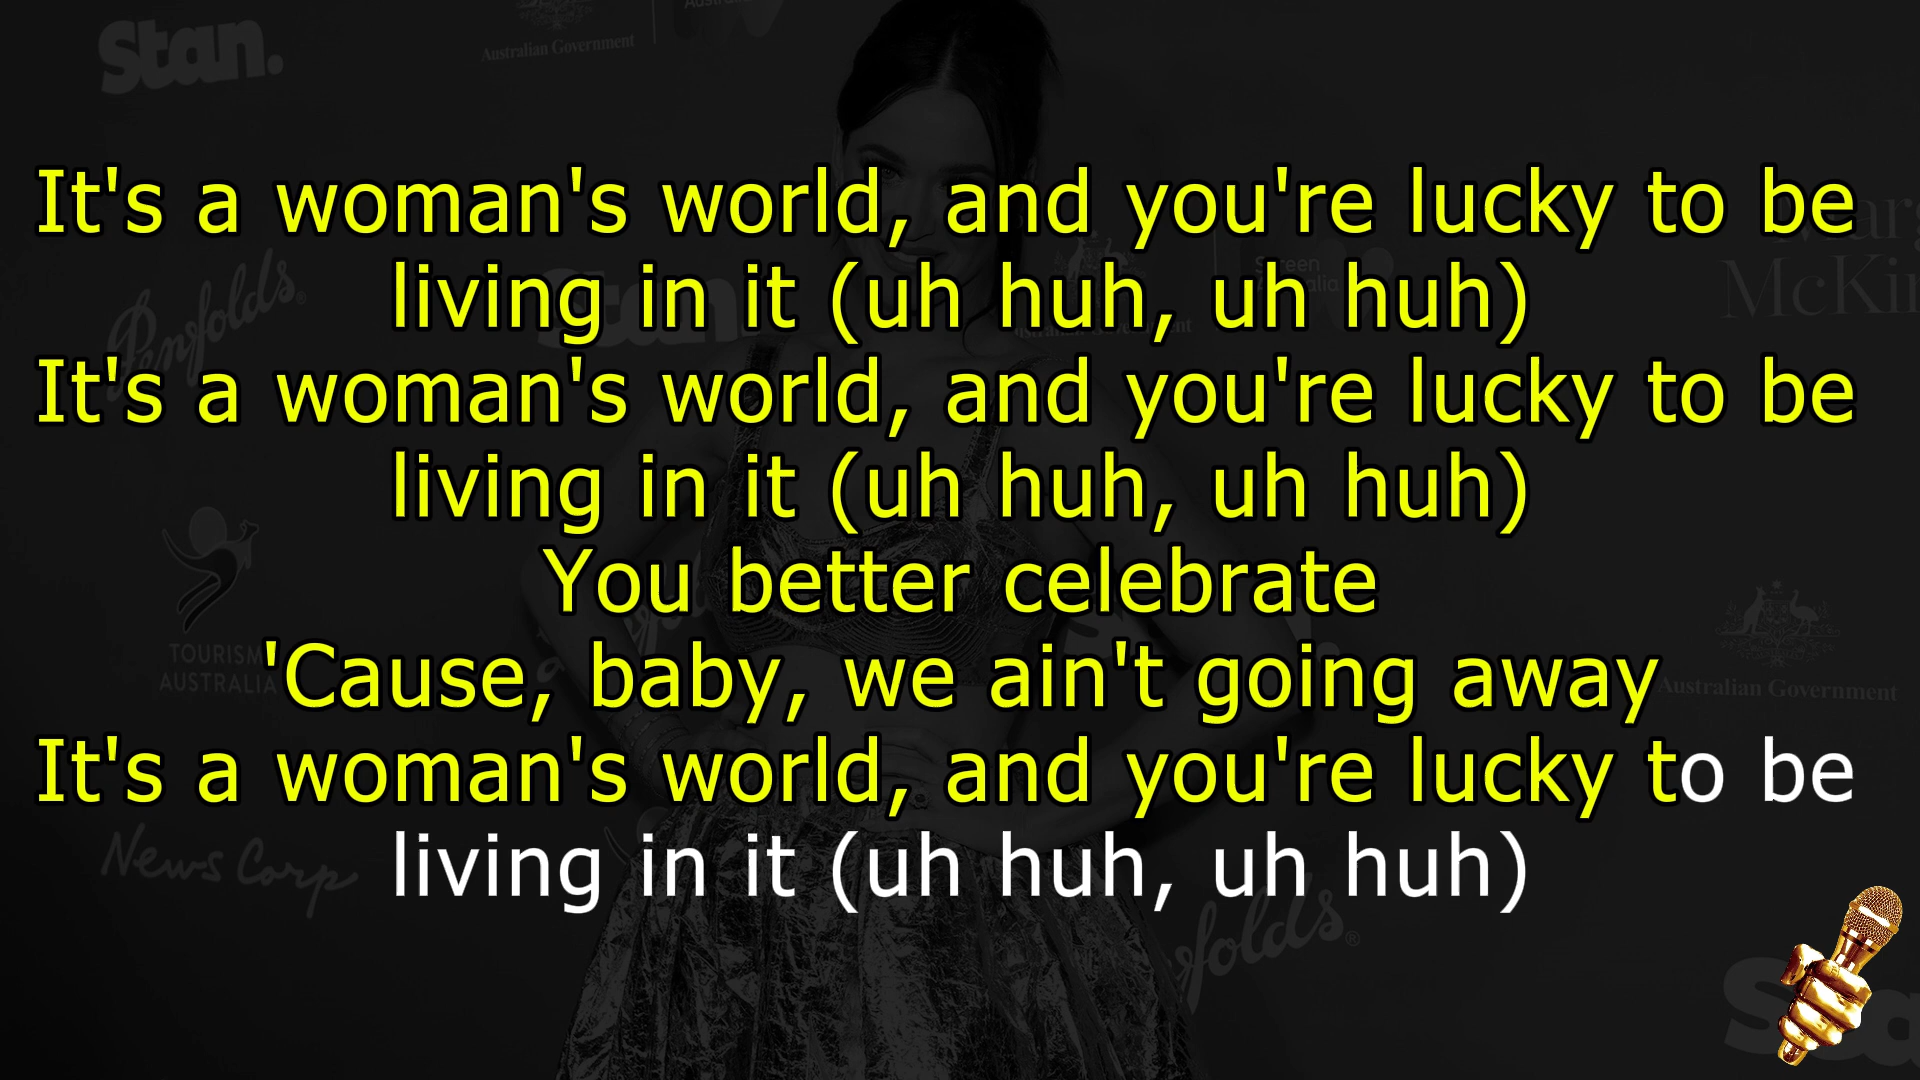 Stan.
Australian Government
It's a woman's world, and you're lucky to be
living in it (uh huh, uh huh)
It's a woman's world, and you're lucky to be
living in it (uh huh, uh huh)
You better celebrate
'Cause, baby, we ain't going away
It's a woman's world, and you're lucky to be
living in it (uh huh, uh huh)
Penfolds
TOURISM
AUSTRALIA
Australian Government
News Corp